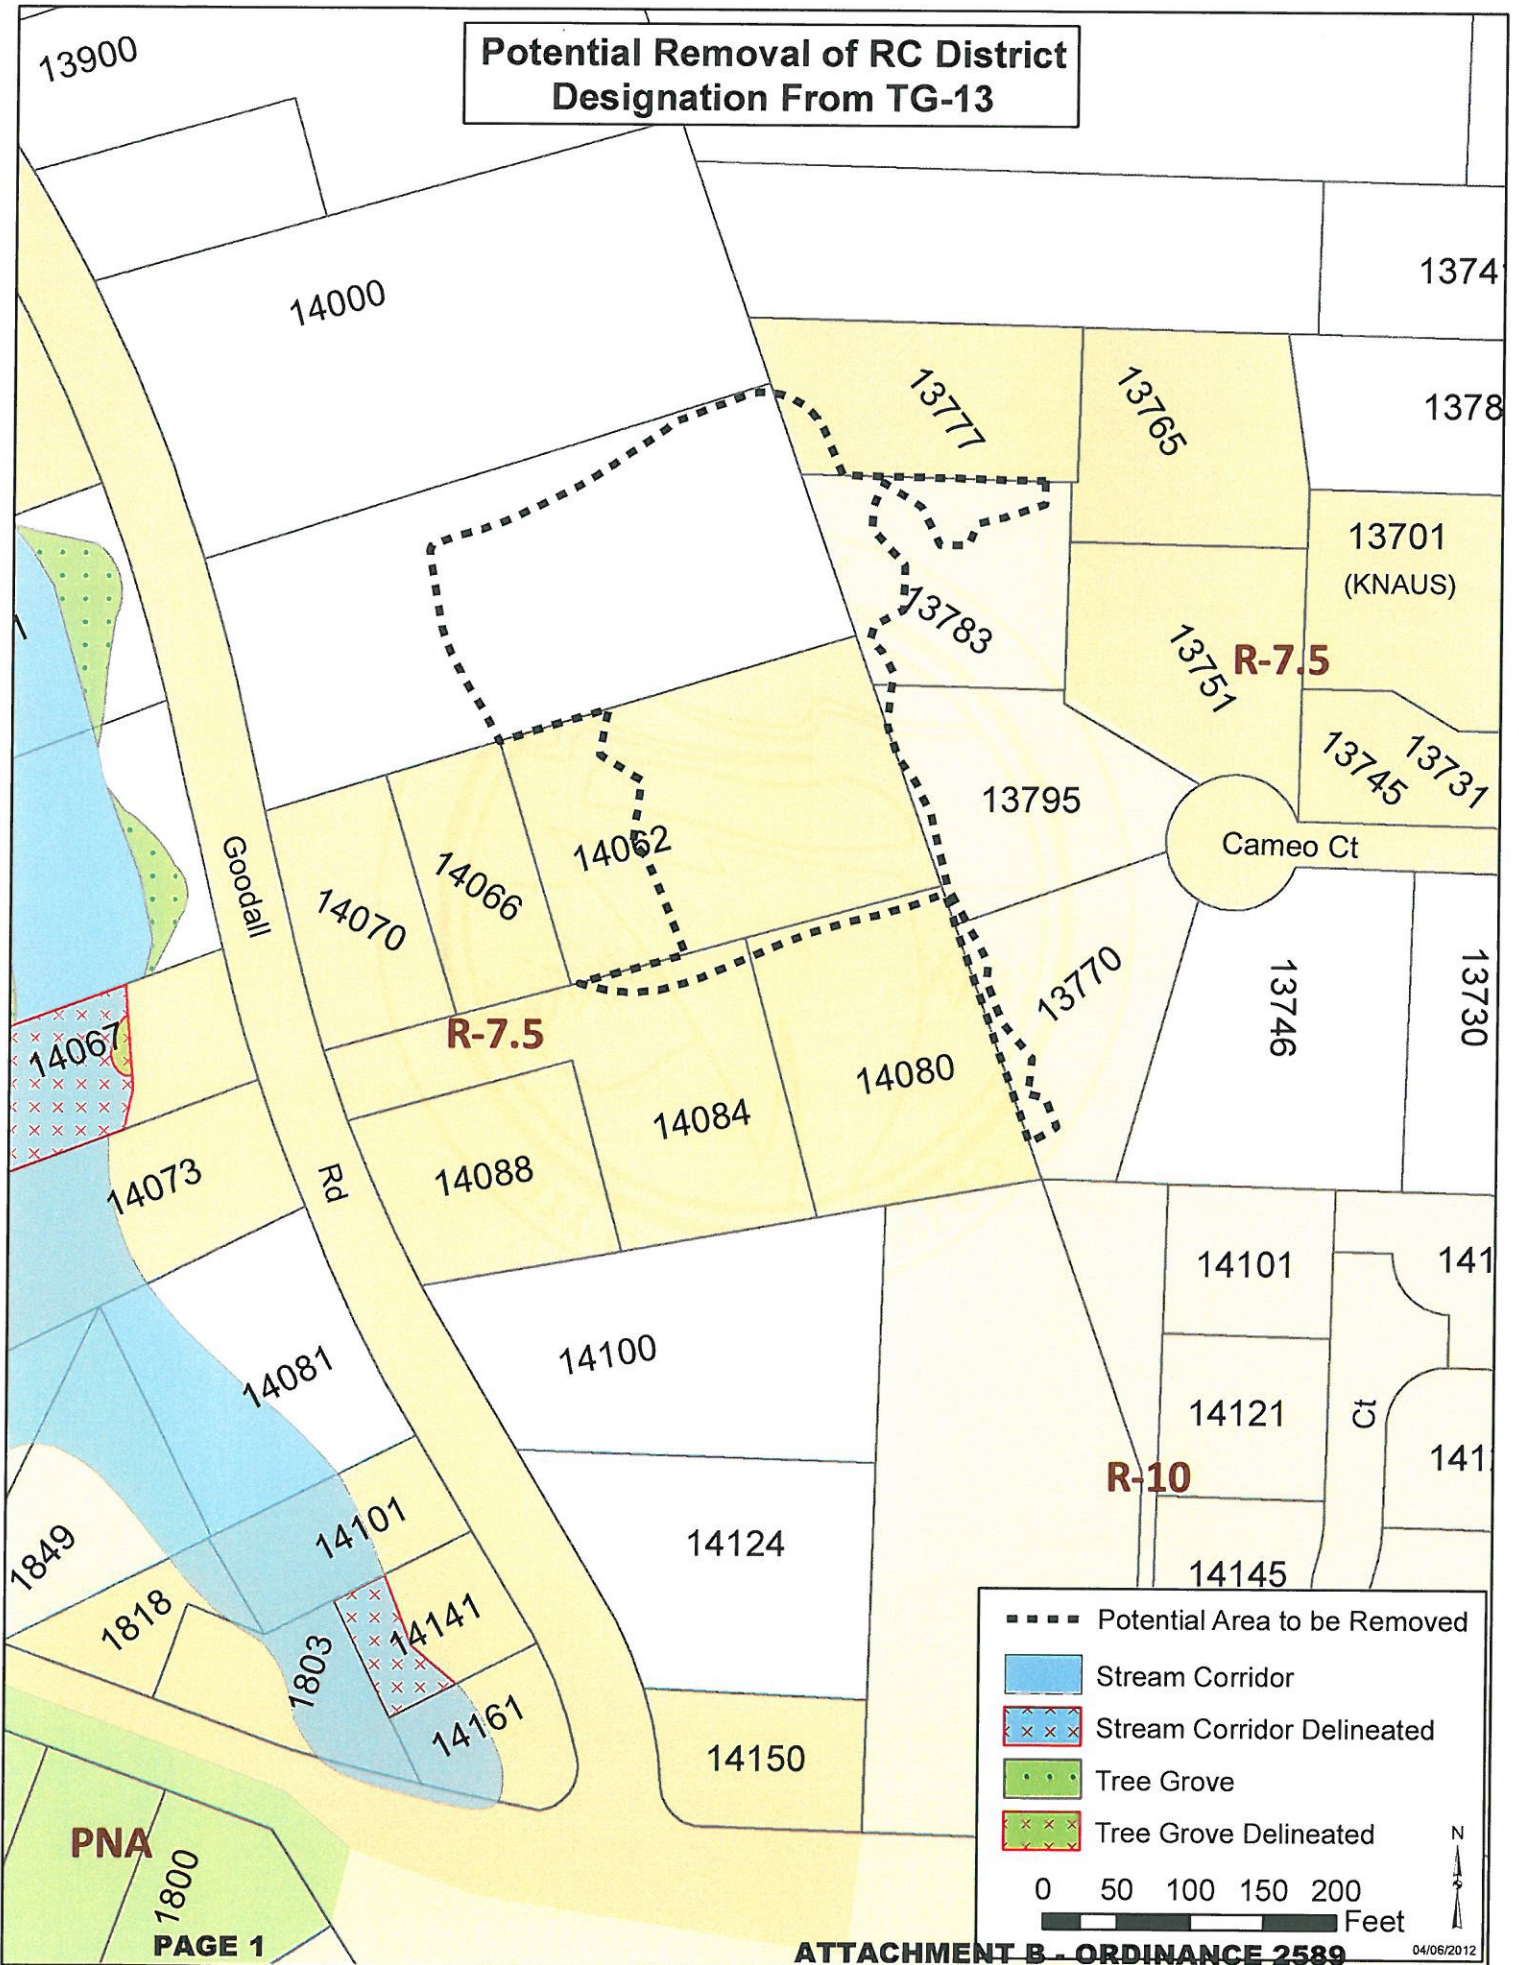 Potential Removal of RC District
Designation From TG-13
13900
14000
1374
1378
13777
13765
13701
(KNAUS)
13783
13751
R-7.5
13745
13731
13795
Cameo Ct
14062
14066
14070
Goodall
Rd
R-7.5
13770
13746
13730
14067
14080
14084
14088
14073
14081
14100
14101
141
14121
Ct
141
R-10
14145
14101
14124
14141
1849
1818
1803
14161
14150
PNA
1800
Potential Area to be Removed
Stream Corridor
Stream Corridor Delineated
Tree Grove
Tree Grove Delineated
N
0 50 100 150 200
Feet
04/06/2012
PAGE 1
ATTACHMENT B - ORDINANCE 2589